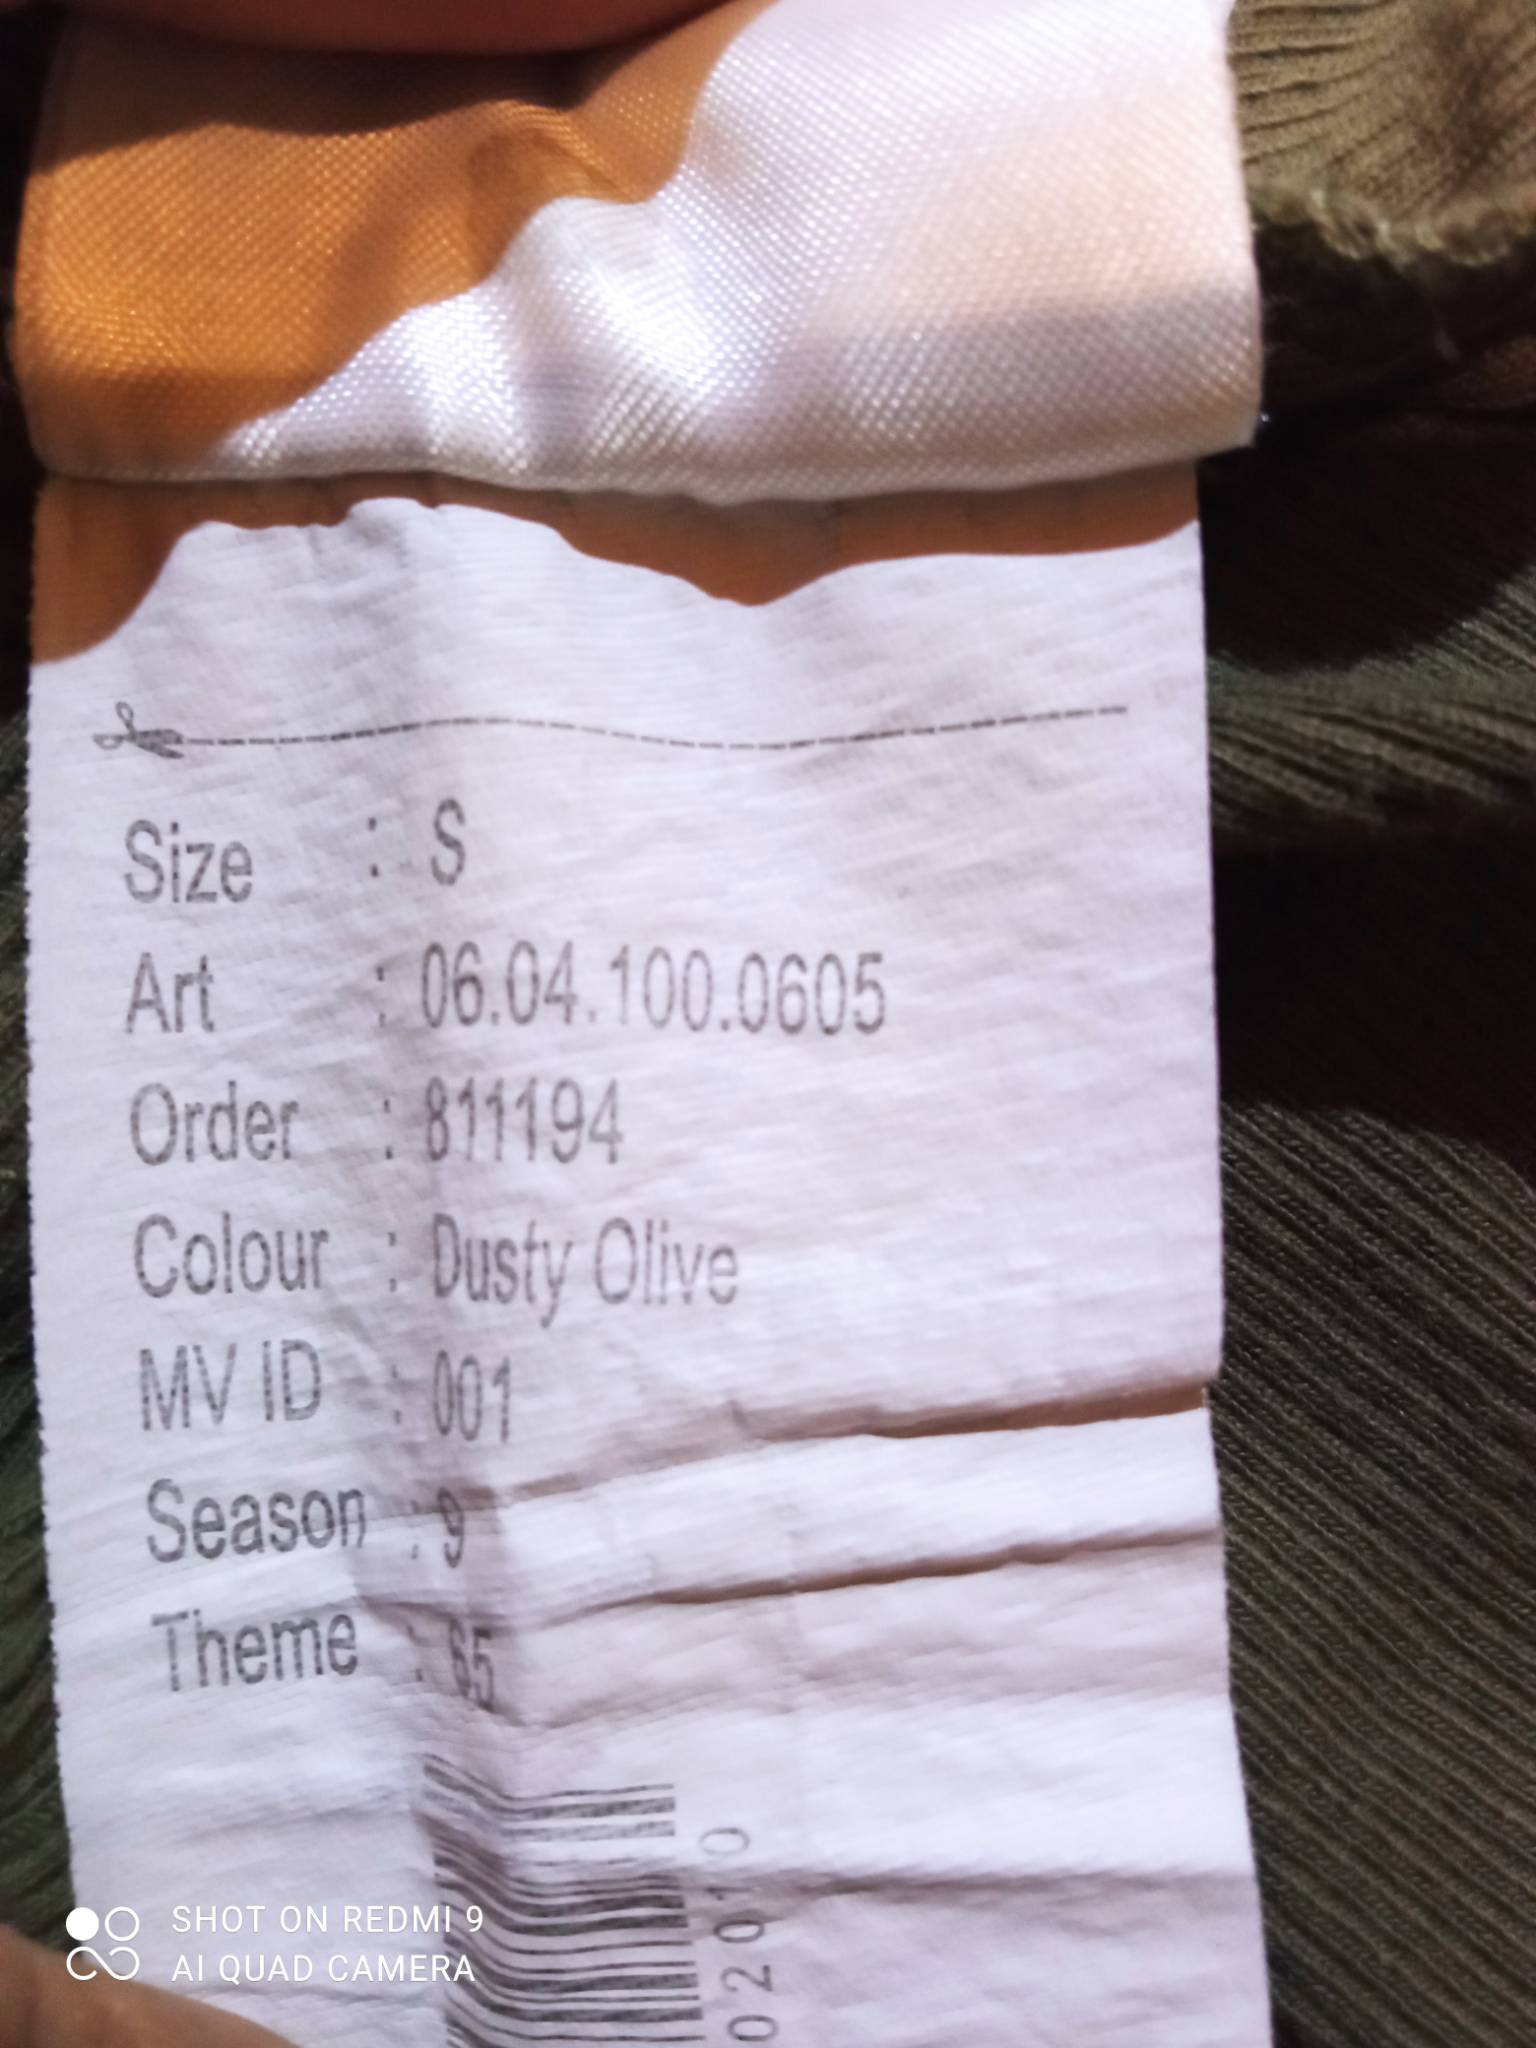 Size : S
Art : 06.04.100.0605
Order : 811194
Colour : Dusty Olive
MV ID : 001
Season : 9
Theme : 65
02010
SHOT ON REDMI 9
AI QUAD CAMERA